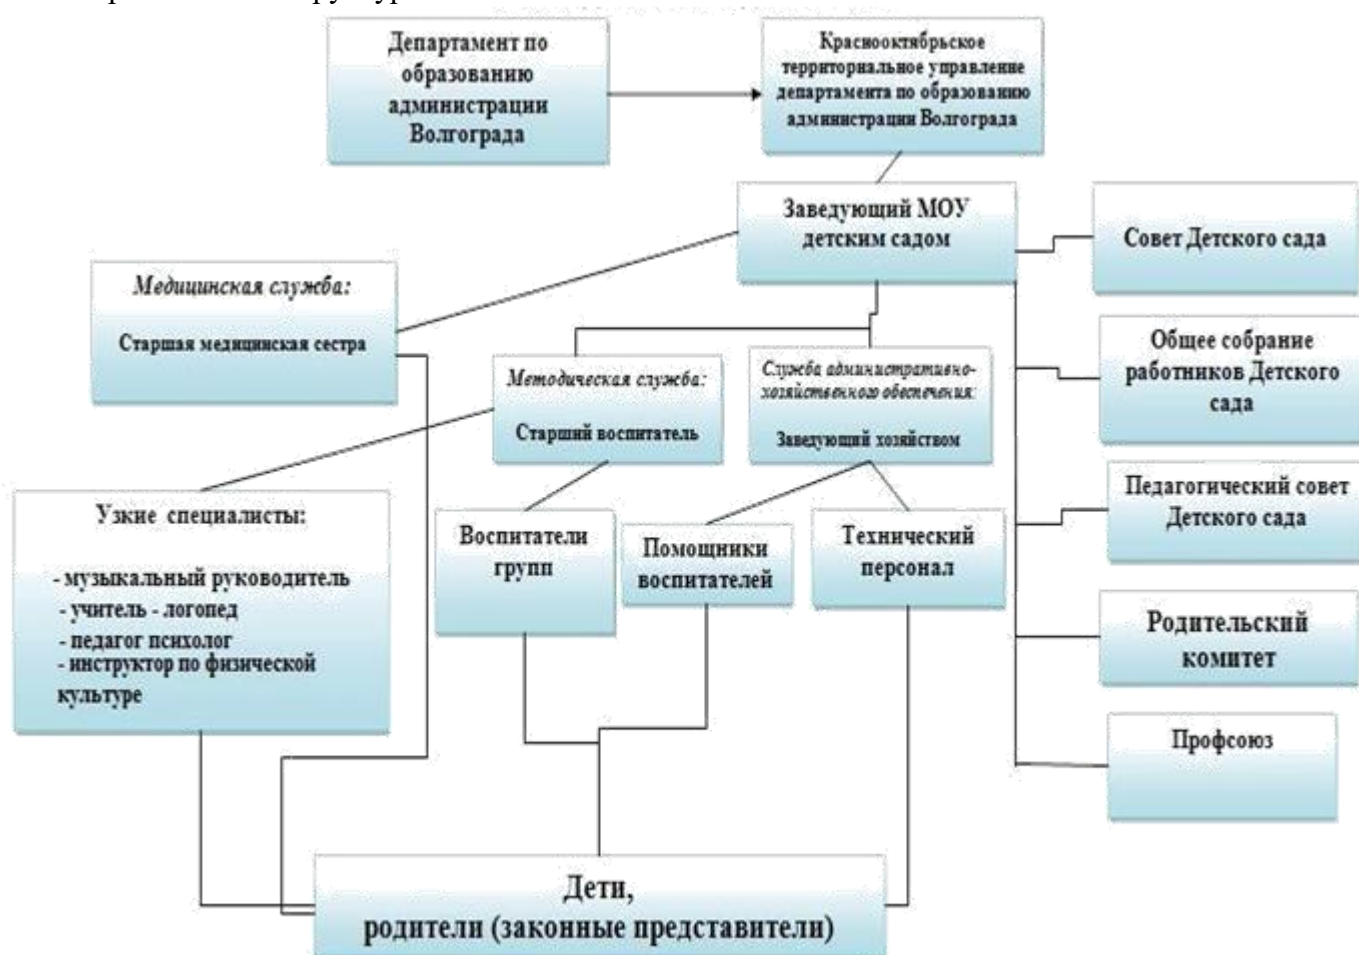 Департамент по
образованию
администрации
Волгограда
Краснооктябрьское
территориальное управление
департамента по образованию
администрации Волгограда
Заведующий МОУ
детским садом
Совет Детского сада
Медицинская служба:
Старшая медицинская сестра
Общее собрание
работников Детского
сада
Методическая служба:
Старший воспитатель
Служба административно-
хозяйственного обеспечения:
Заведующий хозяйством
Педагогический совет
Детского сада
Узкие специалисты:
- музыкальный руководитель
- учитель - логопед
- педагог психолог
- инструктор по физической
культуре
Воспитатели
групп
Помощники
воспитателей
Технический
персонал
Родительский
комитет
Профсоюз
Дети,
родители (законные представители)